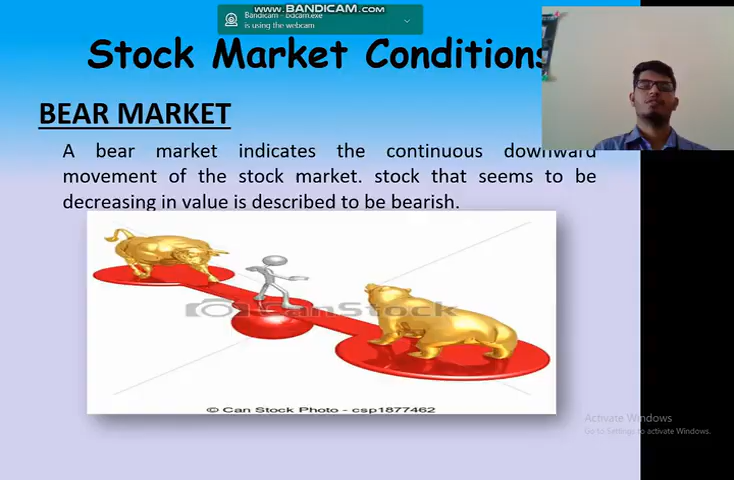 WWW.BANDICAM.COM
Bandicam - bdcam.exe
is using the webcam
Stock Market Conditions
BEAR MARKET
A bear market indicates the continuous downward
movement of the stock market. stock that seems to be
decreasing in value is described to be bearish.
CanStock
© Can Stock Photo - csp1877462
Activate Windows
Go to Settings to activate Windows.